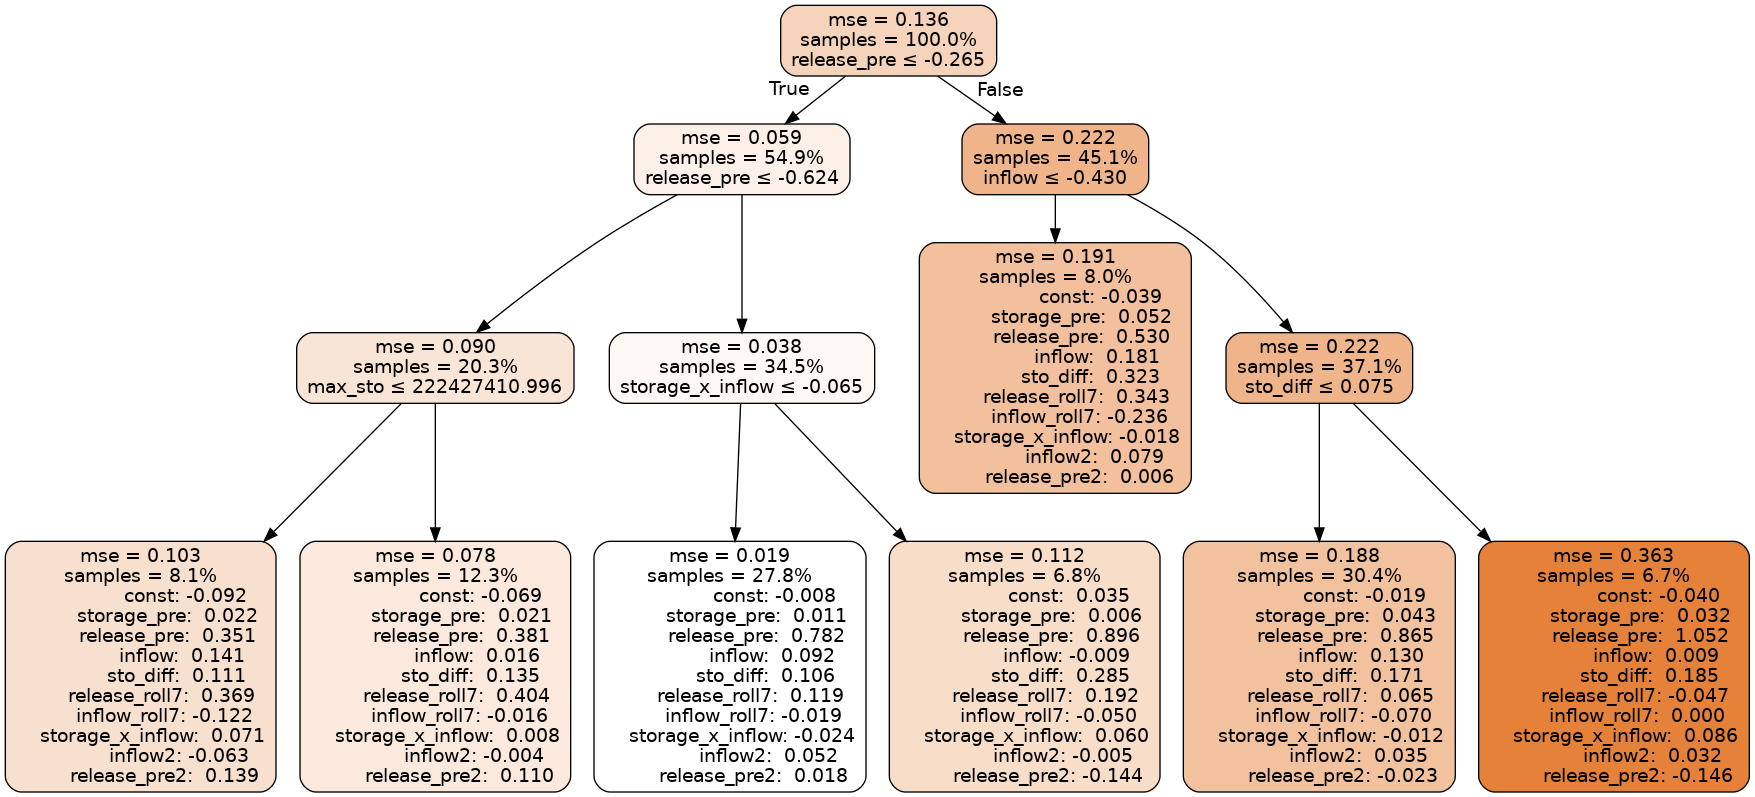 mse = 0.136
samples = 100.0%
release_pre ≤ -0.265
True
False
mse = 0.059
samples = 54.9%
release_pre ≤ -0.624
mse = 0.222
samples = 45.1%
inflow ≤ -0.430
mse = 0.191
samples = 8.0%
const: -0.039
storage_pre: 0.052
release_pre: 0.530
inflow: 0.181
sto_diff: 0.323
release_roll7: 0.343
inflow_roll7: -0.236
storage_x_inflow: -0.018
inflow2: 0.079
release_pre2: 0.006
mse = 0.090
samples = 20.3%
max_sto ≤ 222427410.996
mse = 0.038
samples = 34.5%
storage_x_inflow ≤ -0.065
mse = 0.222
samples = 37.1%
sto_diff ≤ 0.075
mse = 0.103
samples = 8.1%
const: -0.092
storage_pre: 0.022
release_pre: 0.351
inflow: 0.141
sto_diff: 0.111
release_roll7: 0.369
inflow_roll7: -0.122
storage_x_inflow: 0.071
inflow2: -0.063
release_pre2: 0.139
mse = 0.078
samples = 12.3%
const: -0.069
storage_pre: 0.021
release_pre: 0.381
inflow: 0.016
sto_diff: 0.135
release_roll7: 0.404
inflow_roll7: -0.016
storage_x_inflow: 0.008
inflow2: -0.004
release_pre2: 0.110
mse = 0.019
samples = 27.8%
const: -0.008
storage_pre: 0.011
release_pre: 0.782
inflow: 0.092
sto_diff: 0.106
release_roll7: 0.119
inflow_roll7: -0.019
storage_x_inflow: -0.024
inflow2: 0.052
release_pre2: 0.018
mse = 0.112
samples = 6.8%
const: 0.035
storage_pre: 0.006
release_pre: 0.896
inflow: -0.009
sto_diff: 0.285
release_roll7: 0.192
inflow_roll7: -0.050
storage_x_inflow: 0.060
inflow2: -0.005
release_pre2: -0.144
mse = 0.188
samples = 30.4%
const: -0.019
storage_pre: 0.043
release_pre: 0.865
inflow: 0.130
sto_diff: 0.171
release_roll7: 0.065
inflow_roll7: -0.070
storage_x_inflow: -0.012
inflow2: 0.035
release_pre2: -0.023
mse = 0.363
samples = 6.7%
const: -0.040
storage_pre: 0.032
release_pre: 1.052
inflow: 0.009
sto_diff: 0.185
release_roll7: -0.047
inflow_roll7: 0.000
storage_x_inflow: 0.086
inflow2: 0.032
release_pre2: -0.146